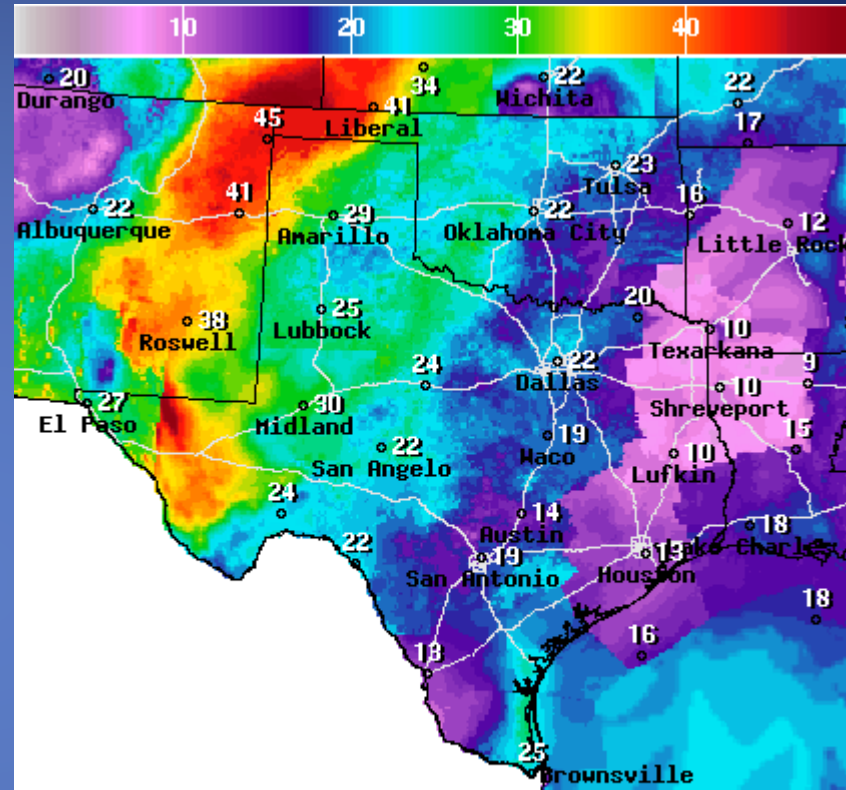 10 20 30 40
34
20 22 22
Durango Wichita
41
Liberal
45 17
23
Tulsa
22 41 29 22 16 12
Albuquerque Amarillo Oklahoma City Little Rock
25 20
38 Lubbock 10
Roswell Texarkana
24 22 9
Dallas 10
27 30 Shreveport
El Paso Midland
22 19 10 15
San Angelo Waco Lufkin
24 14
Austin 18
22 19 13 Lake Charles
San Antonio Houston
18
16
13
25
Brownsville